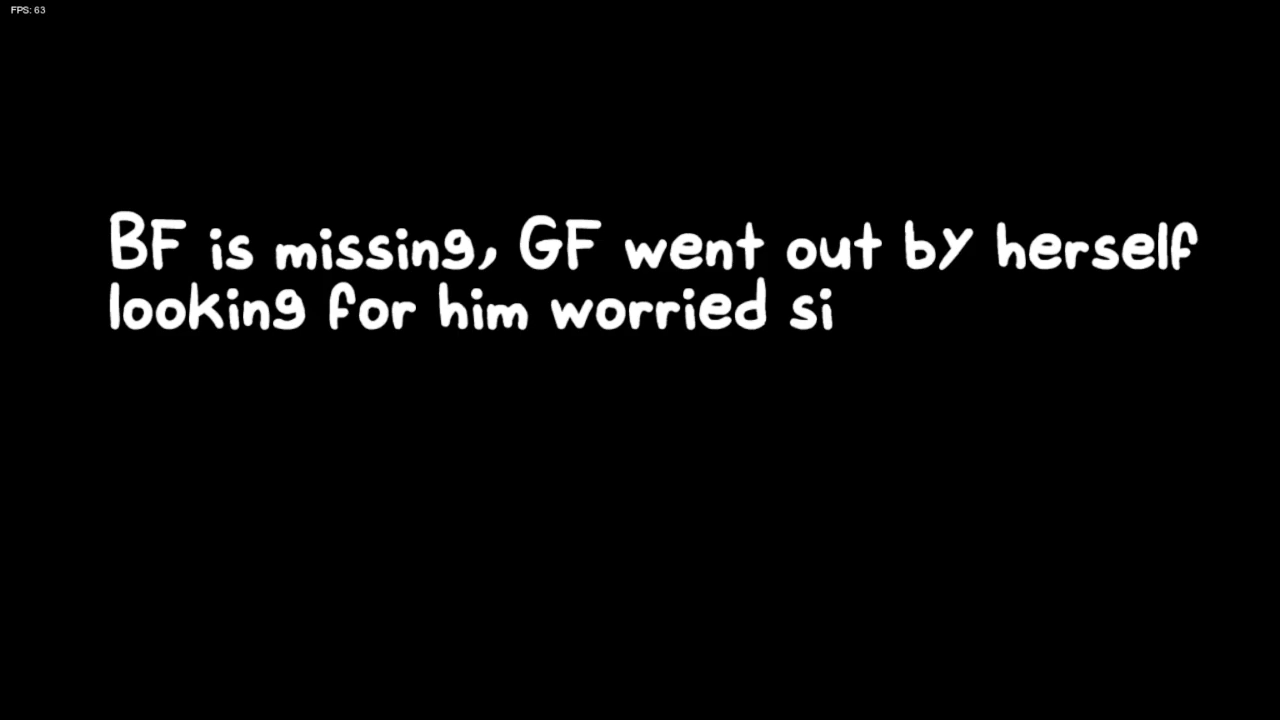 FPS: 63
BF is missing, GF went out by herself
looking for him worried si